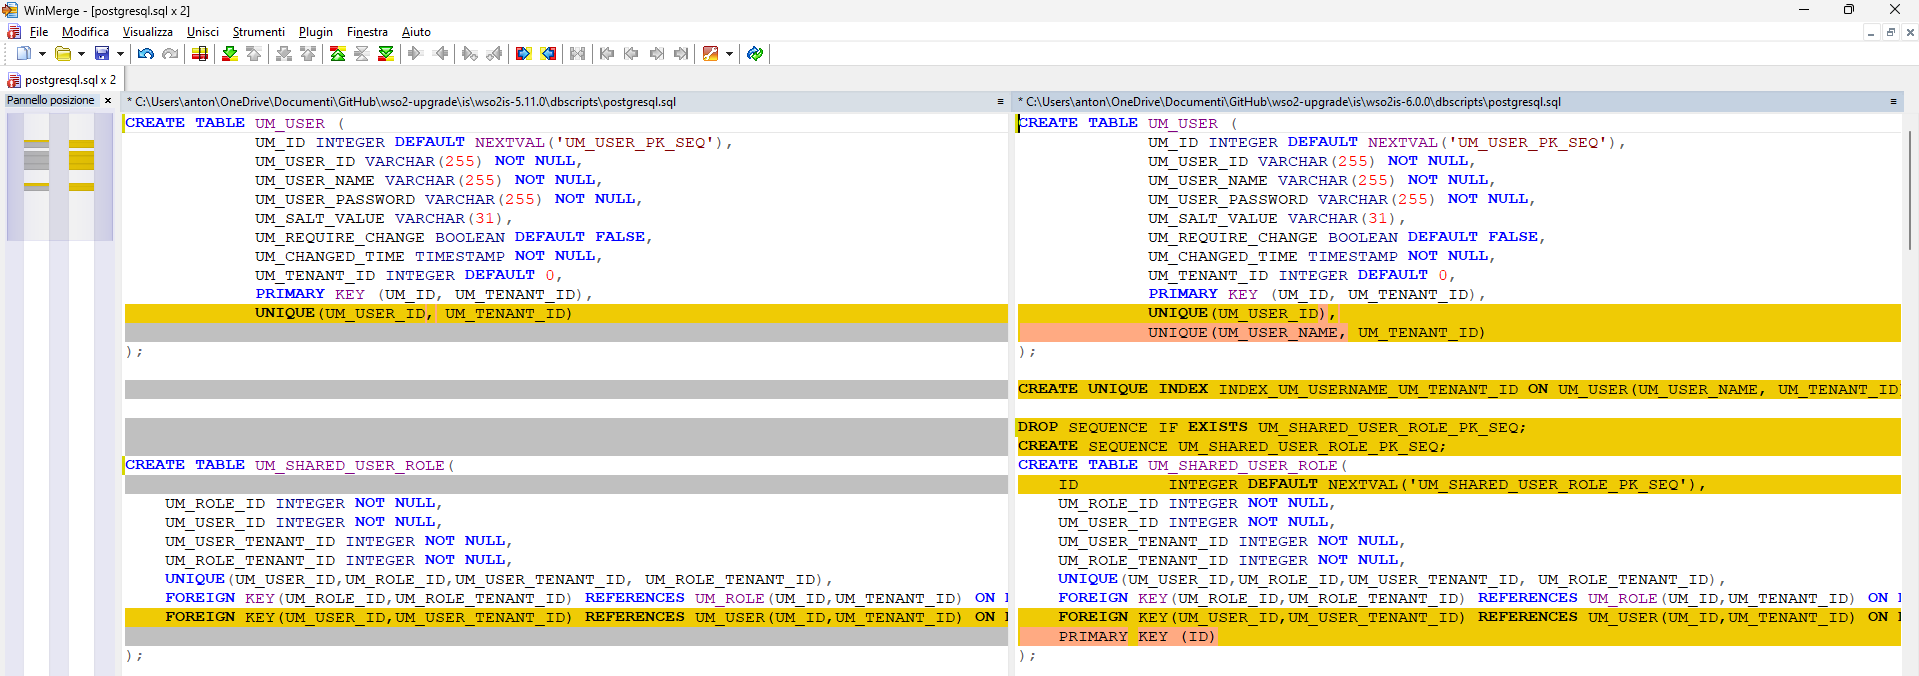 WinMerge - [postgresql.sql x 2]
File Modifica Visualizza Unisci Strumenti Plugin Finestra Aiuto
postgresql.sql x 2
Pannello posizione
* C:\Users\anton\OneDrive\Documenti\GitHub\wso2-upgrade\is\wso2is-5.11.0\dbscripts\postgresql.sql
CREATE TABLE UM_USER (
UM_ID INTEGER DEFAULT NEXTVAL('UM_USER_PK_SEQ'),
UM_USER_ID VARCHAR(255) NOT NULL,
UM_USER_NAME VARCHAR(255) NOT NULL,
UM_USER_PASSWORD VARCHAR(255) NOT NULL,
UM_SALT_VALUE VARCHAR(31),
UM_REQUIRE_CHANGE BOOLEAN DEFAULT FALSE,
UM_CHANGED_TIME TIMESTAMP NOT NULL,
UM_TENANT_ID INTEGER DEFAULT 0,
PRIMARY KEY (UM_ID, UM_TENANT_ID),
UNIQUE(UM_USER_ID, UM_TENANT_ID)
);
CREATE TABLE UM_SHARED_USER_ROLE(
UM_ROLE_ID INTEGER NOT NULL,
UM_USER_ID INTEGER NOT NULL,
UM_USER_TENANT_ID INTEGER NOT NULL,
UM_ROLE_TENANT_ID INTEGER NOT NULL,
UNIQUE(UM_USER_ID,UM_ROLE_ID,UM_USER_TENANT_ID, UM_ROLE_TENANT_ID),
FOREIGN KEY(UM_ROLE_ID,UM_ROLE_TENANT_ID) REFERENCES UM_ROLE(UM_ID,UM_TENANT_ID) ON
FOREIGN KEY(UM_USER_ID,UM_USER_TENANT_ID) REFERENCES UM_USER(UM_ID,UM_TENANT_ID) ON
);
* C:\Users\anton\OneDrive\Documenti\GitHub\wso2-upgrade\is\wso2is-6.0.0\dbscripts\postgresql.sql
CREATE TABLE UM_USER (
UM_ID INTEGER DEFAULT NEXTVAL('UM_USER_PK_SEQ'),
UM_USER_ID VARCHAR(255) NOT NULL,
UM_USER_NAME VARCHAR(255) NOT NULL,
UM_USER_PASSWORD VARCHAR(255) NOT NULL,
UM_SALT_VALUE VARCHAR(31),
UM_REQUIRE_CHANGE BOOLEAN DEFAULT FALSE,
UM_CHANGED_TIME TIMESTAMP NOT NULL,
UM_TENANT_ID INTEGER DEFAULT 0,
PRIMARY KEY (UM_ID, UM_TENANT_ID),
UNIQUE(UM_USER_ID),
UNIQUE(UM_USER_NAME, UM_TENANT_ID)
);
CREATE UNIQUE INDEX INDEX_UM_USERNAME_UM_TENANT_ID ON UM_USER(UM_USER_NAME, UM_TENANT_ID
DROP SEQUENCE IF EXISTS UM_SHARED_USER_ROLE_PK_SEQ;
CREATE SEQUENCE UM_SHARED_USER_ROLE_PK_SEQ;
CREATE TABLE UM_SHARED_USER_ROLE(
ID INTEGER DEFAULT NEXTVAL('UM_SHARED_USER_ROLE_PK_SEQ'),
UM_ROLE_ID INTEGER NOT NULL,
UM_USER_ID INTEGER NOT NULL,
UM_USER_TENANT_ID INTEGER NOT NULL,
UM_ROLE_TENANT_ID INTEGER NOT NULL,
UNIQUE(UM_USER_ID,UM_ROLE_ID,UM_USER_TENANT_ID, UM_ROLE_TENANT_ID),
FOREIGN KEY(UM_ROLE_ID,UM_ROLE_TENANT_ID) REFERENCES UM_ROLE(UM_ID,UM_TENANT_ID) ON
FOREIGN KEY(UM_USER_ID,UM_USER_TENANT_ID) REFERENCES UM_USER(UM_ID,UM_TENANT_ID) ON
PRIMARY KEY (ID)
);